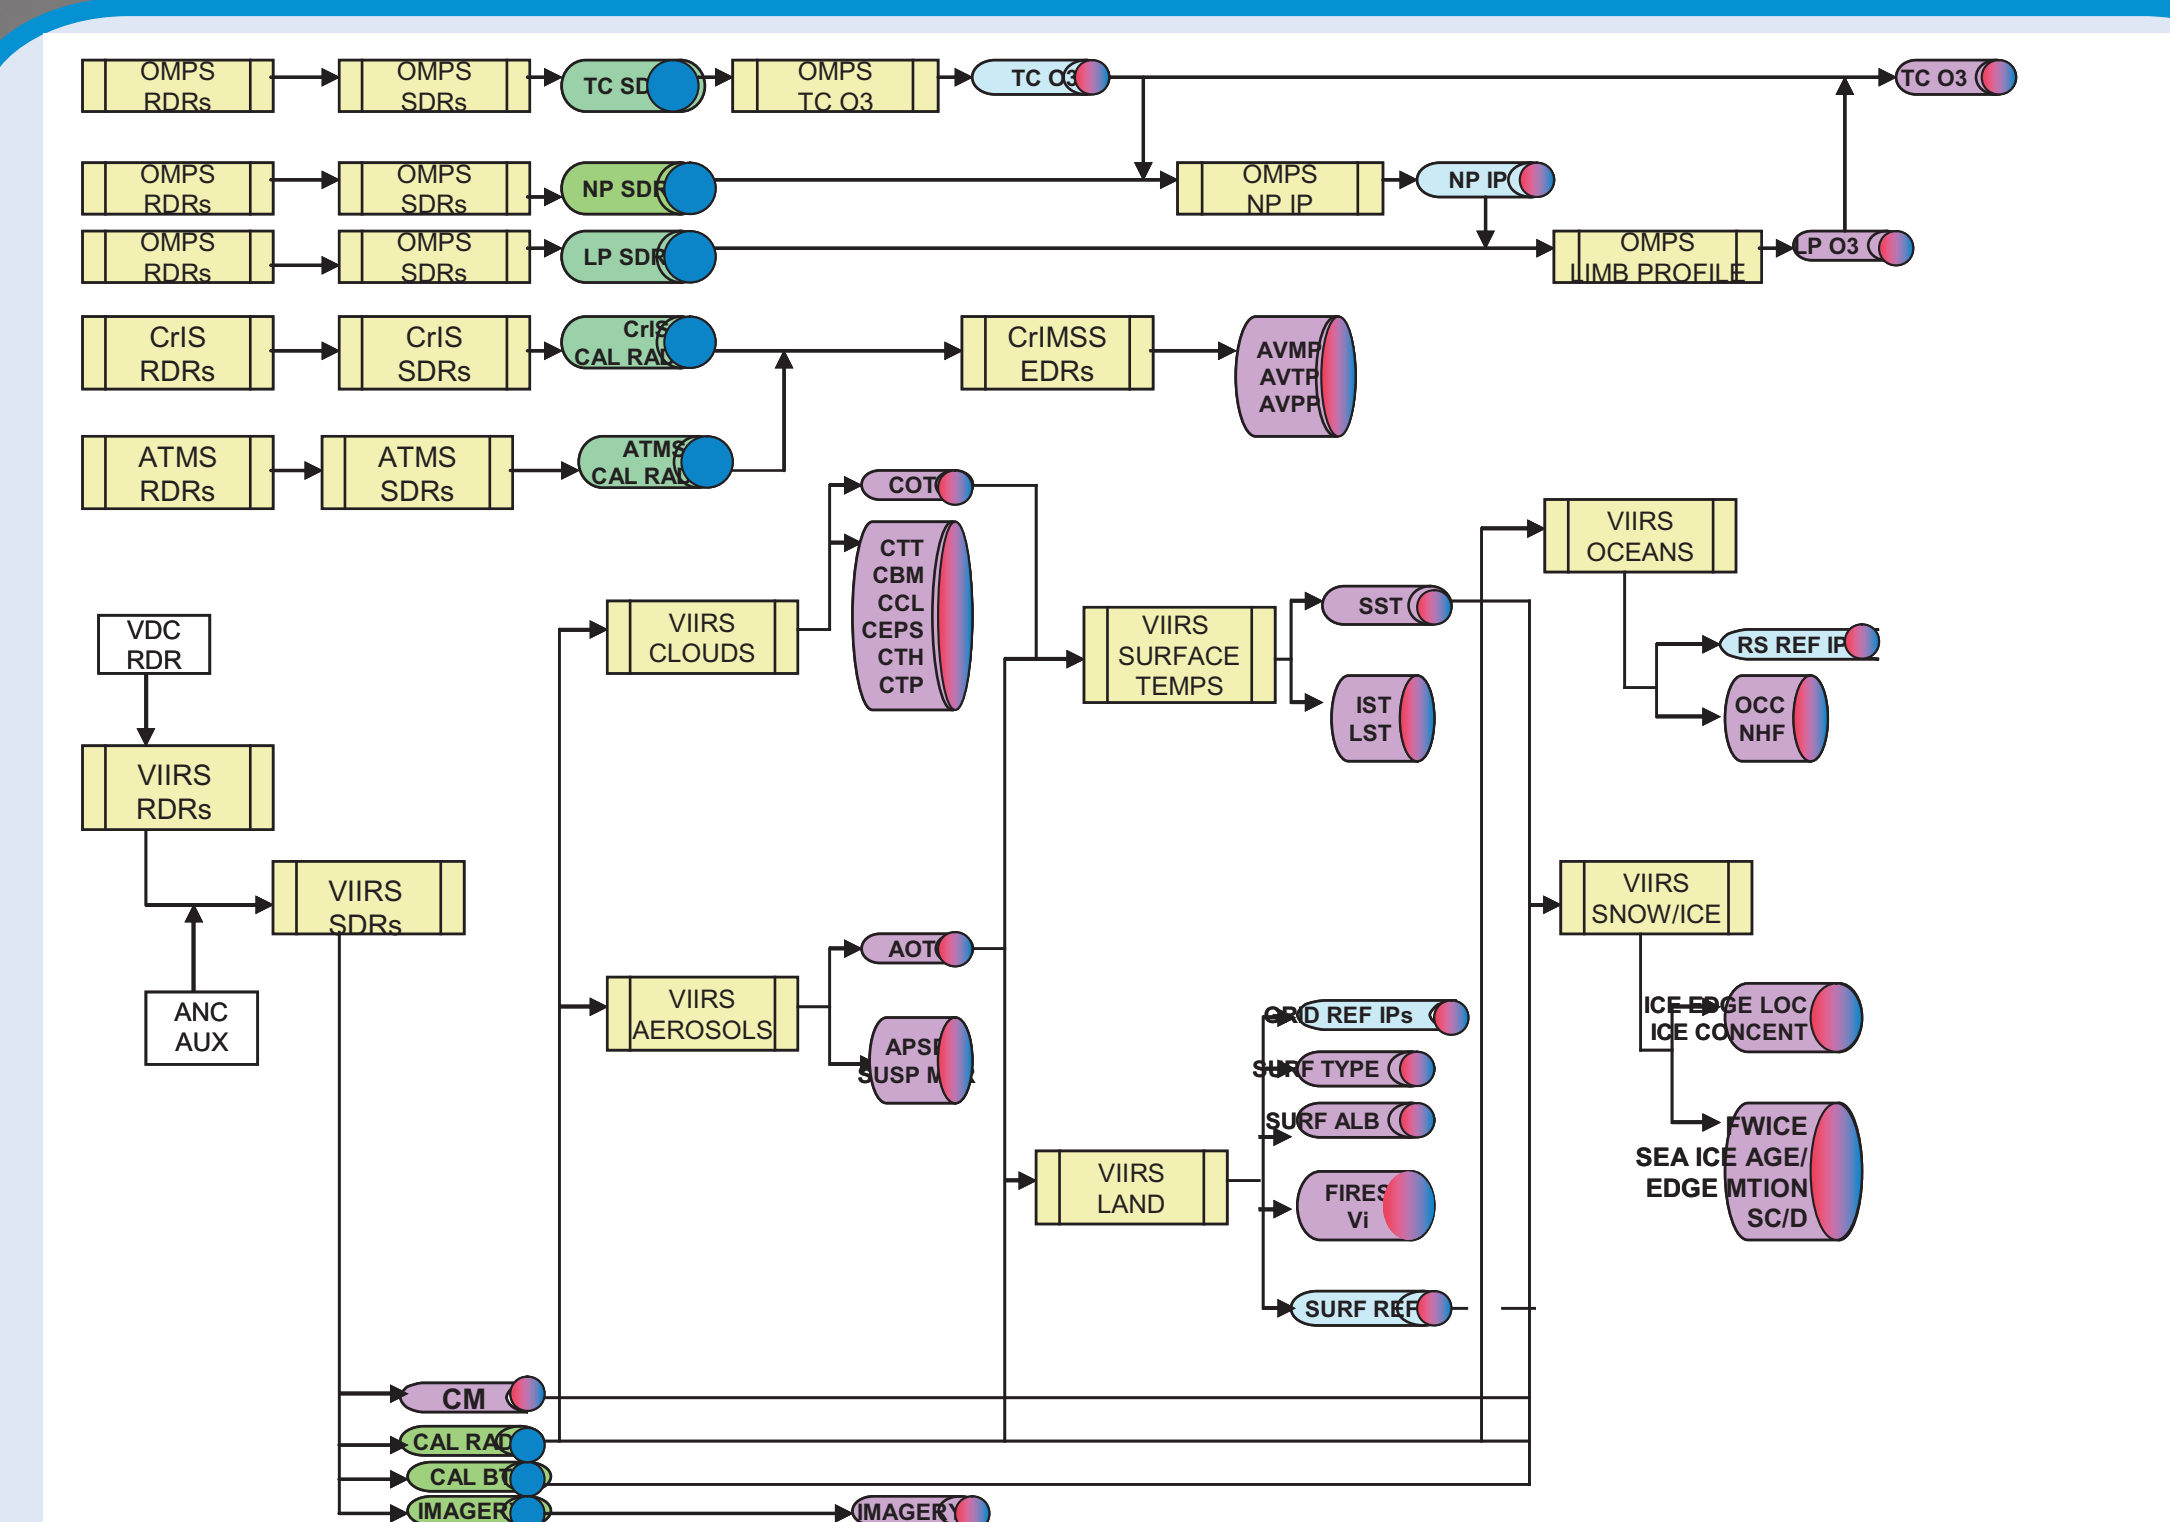 OMPS
RDRs
OMPS
SDRs
TC SD
OMPS
TC O3
TC O3
TC O3
OMPS
RDRs
OMPS
SDRs
NP SDR
OMPS
NP IP
NP IP
OMPS
RDRs
OMPS
SDRs
LP SDR
OMPS
LIMB PROFILE
LP O3
CrIS
RDRs
CrIS
SDRs
CrIS
CAL RAD
CrIMSS
EDRs
AVMP
AVTP
AVPP
ATMS
RDRs
ATMS
SDRs
ATMS
CAL RAD
COT
CTT
CBM
CCL
CEPS
CTH
CTP
VIIRS
OCEANS
VDC
RDR
VIIRS
CLOUDS
VIIRS
SURFACE
TEMPS
SST
IST
LST
RS REF IP
OCC
NHF
VIIRS
RDRs
VIIRS
SDRs
VIIRS
SNOW/ICE
ANC
AUX
VIIRS
AEROSOLS
AOT
APSP
SUSP M
GRID REF IPs
SURF TYPE
SURF ALB
FIRES
Vi
SURF REF
VIIRS
LAND
ICE EDGE LOC
ICE CONCENT
FWICE
SEA ICE AGE/
EDGE MTION
SC/D
CM
CAL RAD
CAL BT
IMAGERY
IMAGERY